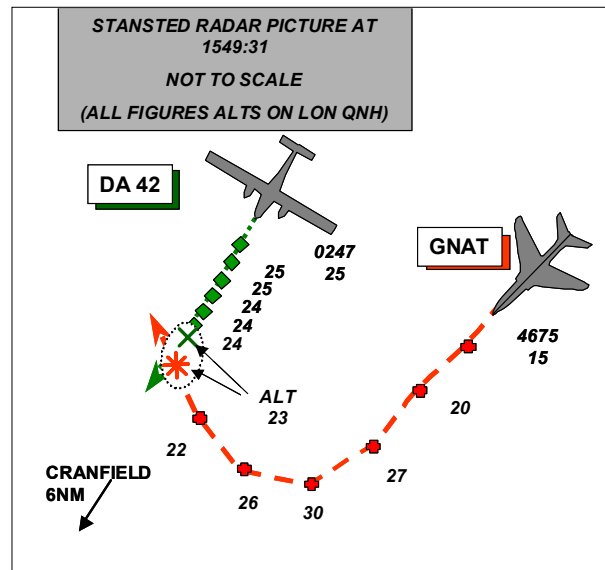 STANSTED RADAR PICTURE AT
1549:31
NOT TO SCALE
(ALL FIGURES ALTS ON LON QNH)
DA 42
0247
25
GNAT
25
25
24
24
24
4675
15
20
ALT
23
22
27
CRANFIELD
6NM
26
30